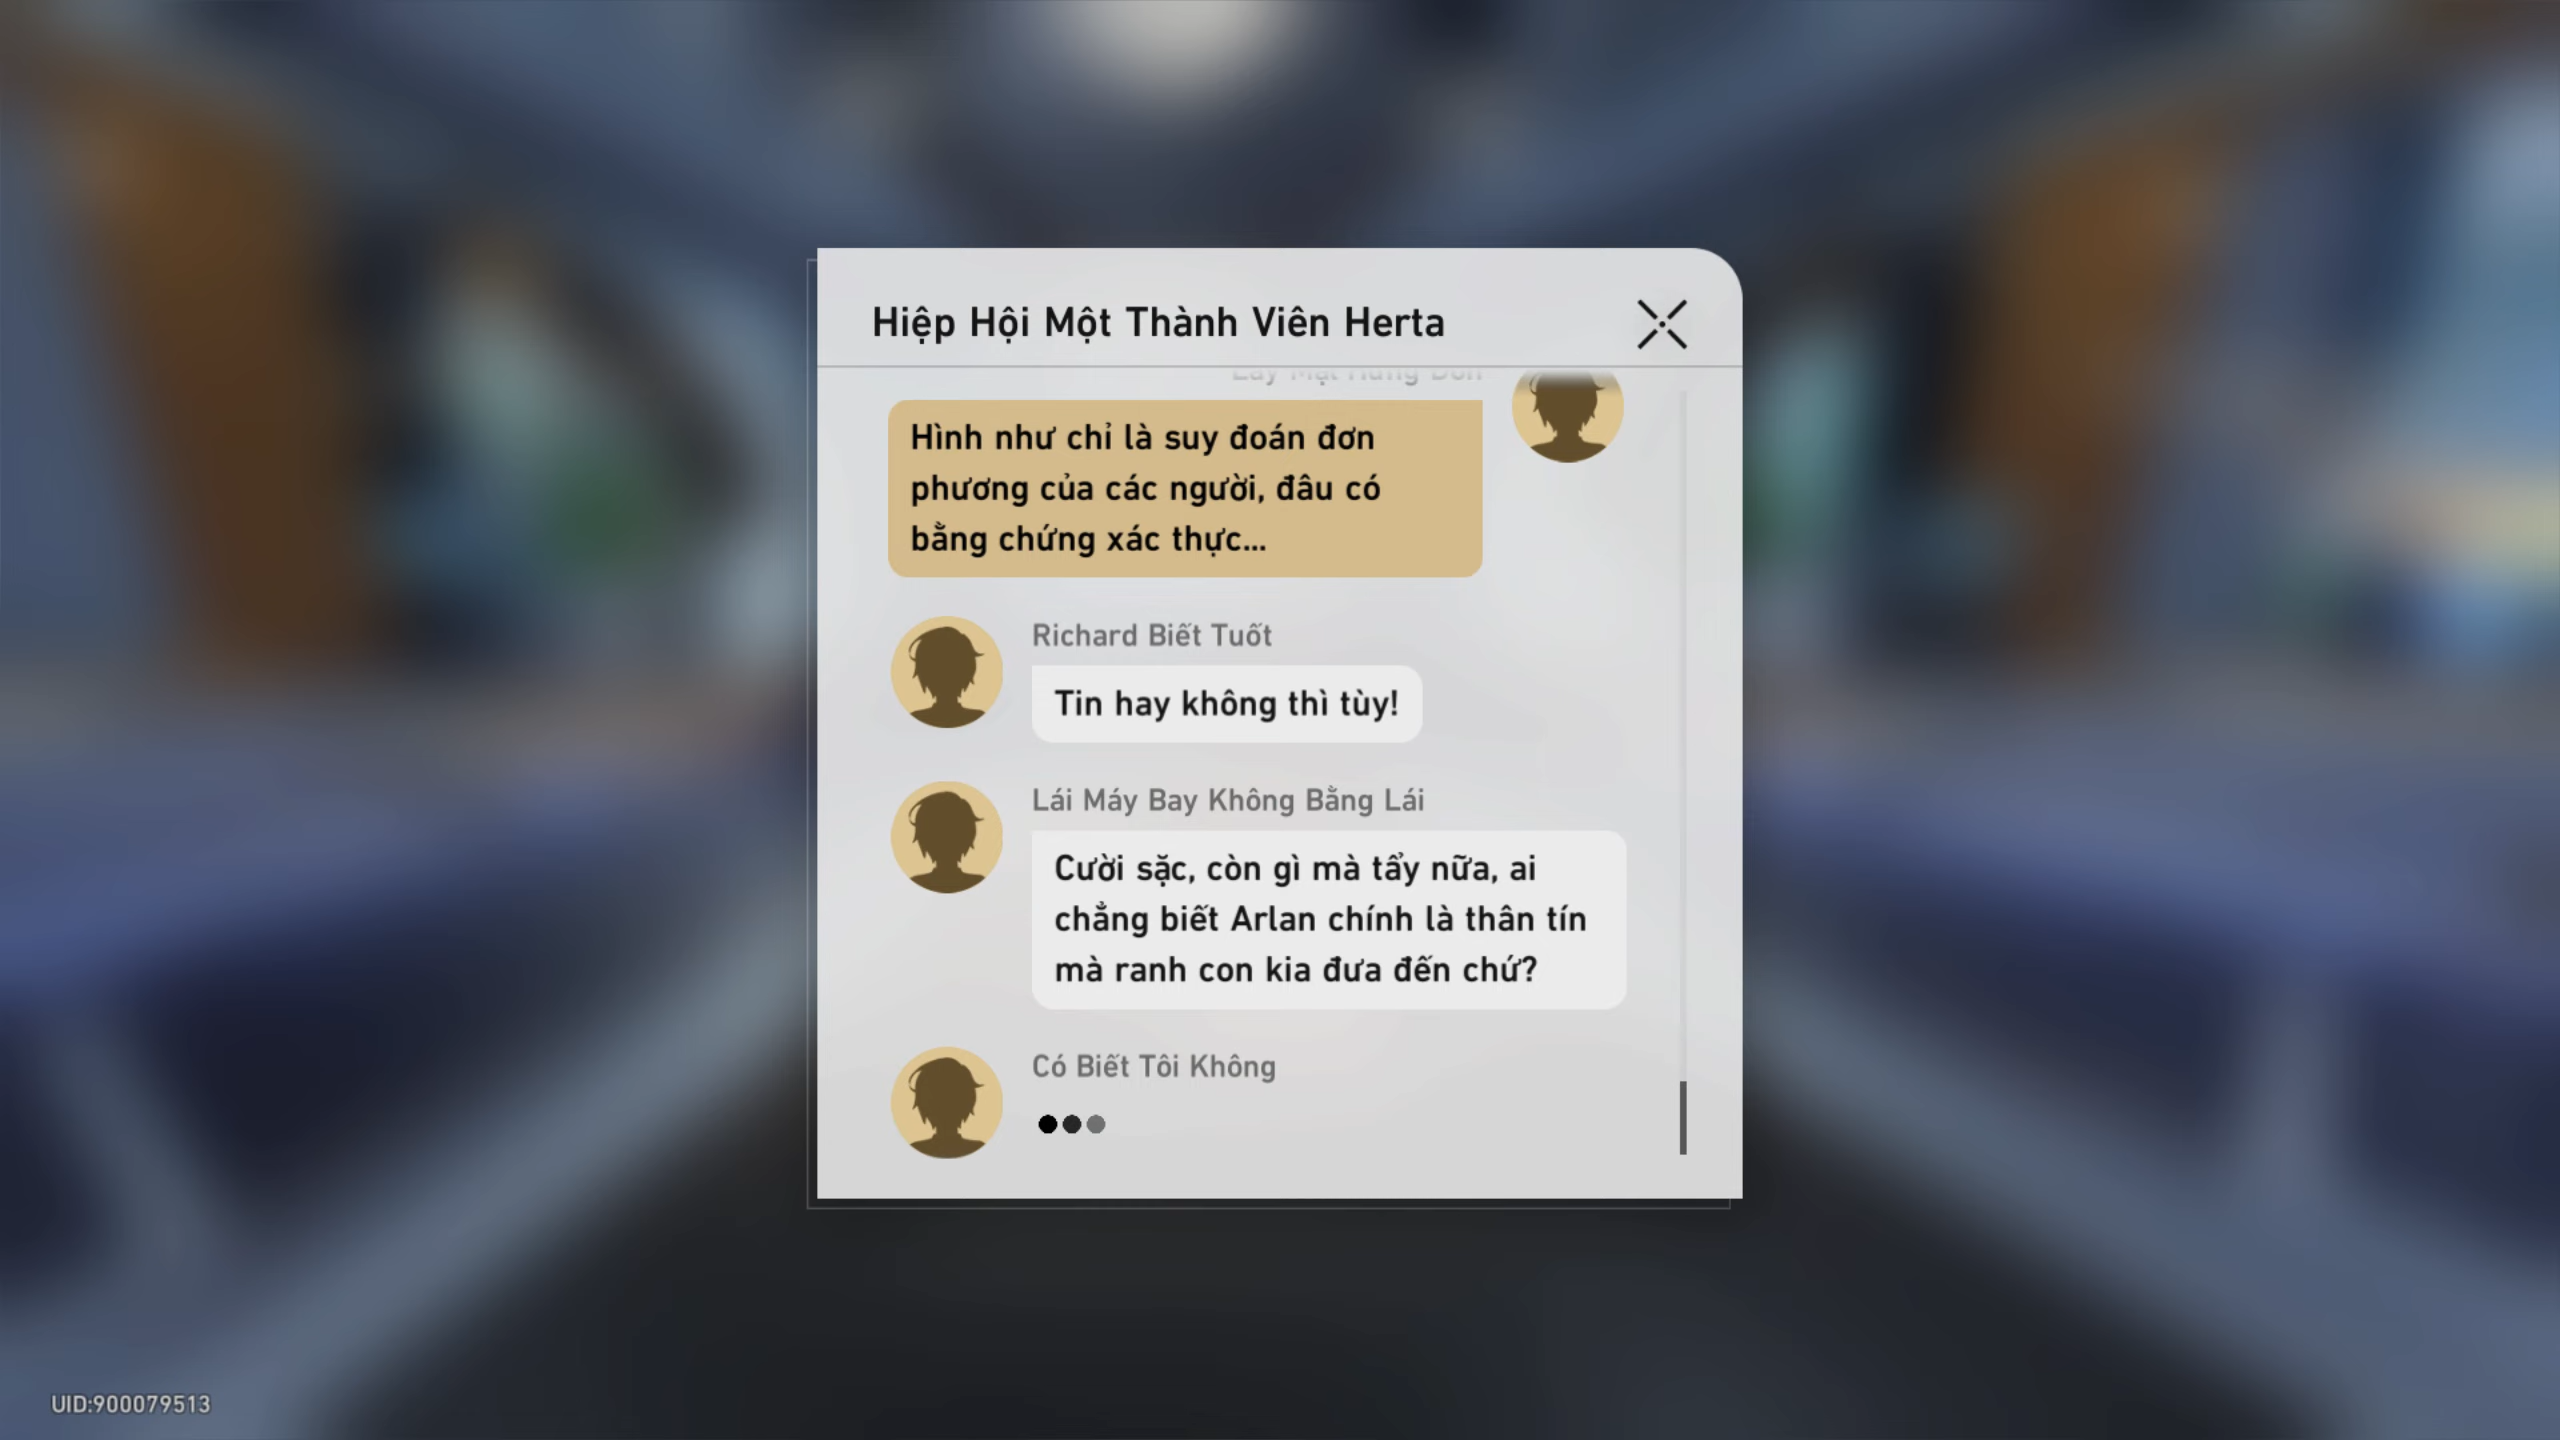 Hiệp Hội Một Thành Viên Herta
Hình như chỉ là suy đoán đơn
phương của các người, đâu có
bằng chứng xác thực...
Richard Biết Tuốt
Tin hay không thì tùy!
Lái Máy Bay Không Bằng Lái
Cười sặc, còn gì mà tẩy nữa, ai
chẳng biết Arlan chính là thân tín
mà ranh con kia đưa đến chứ?
Có Biết Tôi Không
UID:900079513